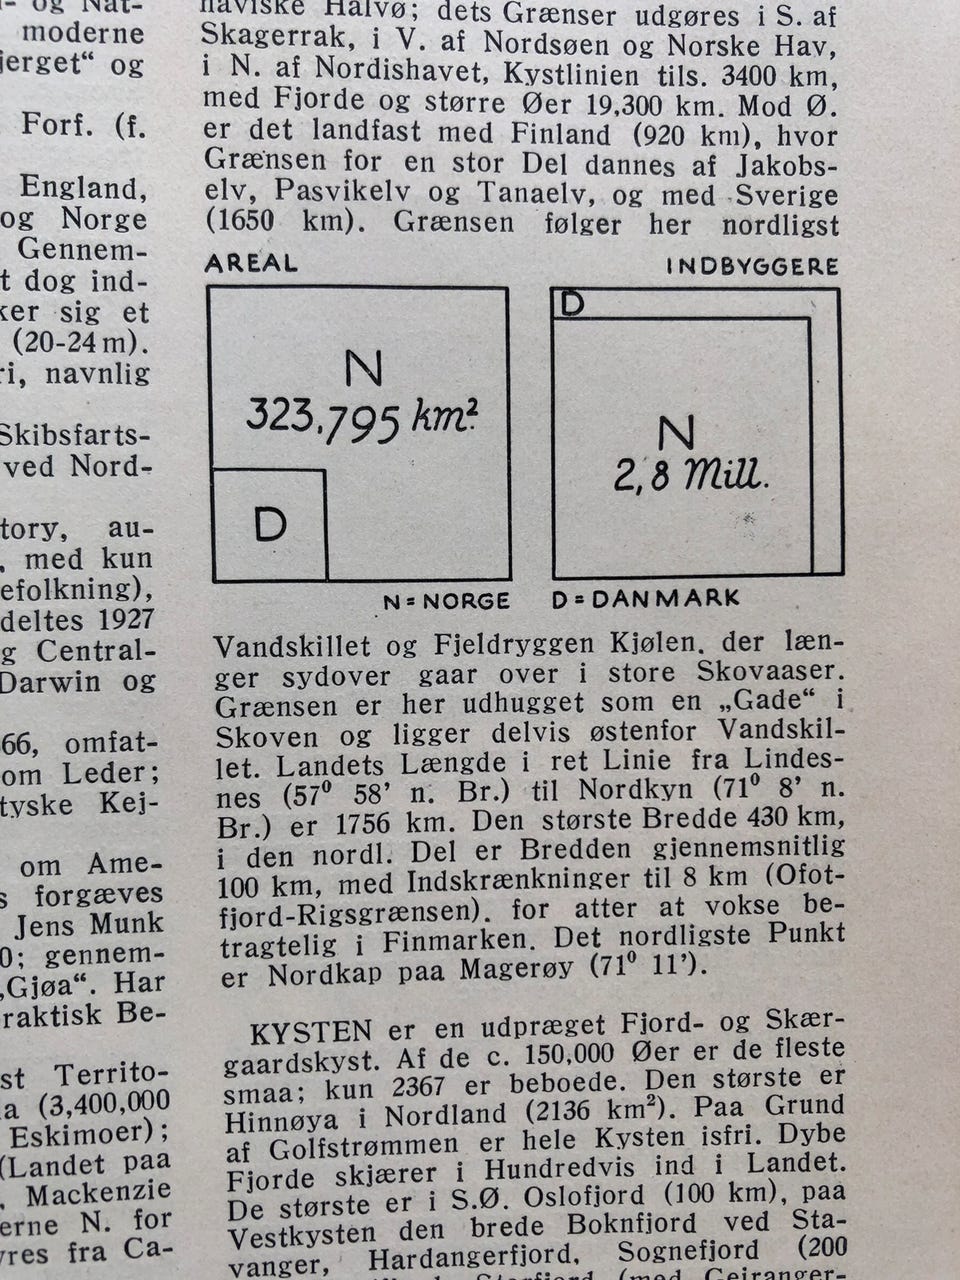 - og Nat-
moderne
jerget“ og
Forf. (f.
England,
og Norge
Gennem-
t dog ind-
ker sig et
(20-24 m).
ri, navnlig
Skibsfarts-
ved Nord-
tory, au-
, med kun
efolkning),
deltes 1927
g Central-
Darwin og
66, omfat-
om Leder;
tyske Kej-
om Ame-
s forgæves
Jens Munk
0; gennem-
„Gjøa“. Har
raktisk Be-
st Territo-
a (3,400,000
Eskimoer);
(Landet paa
, Mackenzie
erne N. for
vres fra Ca-
naviske Halvø; dets Grænser udgøres i S. af
Skagerrak, i V. af Nordsøen og Norske Hav,
i N. af Nordishavet, Kystlinien tils. 3400 km,
med Fjorde og større Øer 19,300 km. Mod Ø.
er det landfast med Finland (920 km), hvor
Grænsen for en stor Del dannes af Jakobs-
elv, Pasvikelv og Tanaelv, og med Sverige
(1650 km). Grænsen følger her nordligst
AREAL
N
323,795 km²
D
INDBYGGERE
D
N
2,8 Mill.
N = NORGE D = DANMARK
Vandskillet og Fjeldryggen Kjølen, der læn-
ger sydover gaar over i store Skovaaser.
Grænsen er her udhugget som en „Gade“ i
Skoven og ligger delvis østenfor Vandskil-
let. Landets Længde i ret Linie fra Lindes-
nes (57⁰ 58’ n. Br.) til Nordkyn (71⁰ 8’ n.
Br.) er 1756 km. Den største Bredde 430 km,
i den nordl. Del er Bredden gjennemsnitlig
100 km, med Indskrænkninger til 8 km (Ofot-
fjord-Rigsgrænsen), for atter at vokse be-
tragtelig i Finmarken. Det nordligste Punkt
er Nordkap paa Magerøy (71⁰ 11’).
KYSTEN er en udpræget Fjord- og Skær-
gaardskyst. Af de c. 150,000 Øer er de fleste
smaa; kun 2367 er beboede. Den største er
Hinnøya i Nordland (2136 km²). Paa Grund
af Golfstrømmen er hele Kysten isfri. Dybe
Fjorde skjærer i Hundredvis ind i Landet.
De største er i S.Ø. Oslofjord (100 km), paa
Vestkysten den brede Boknfjord ved Sta-
vanger, Hardangerfjord, Sognefjord (200
Storfjord (med Geiranger-